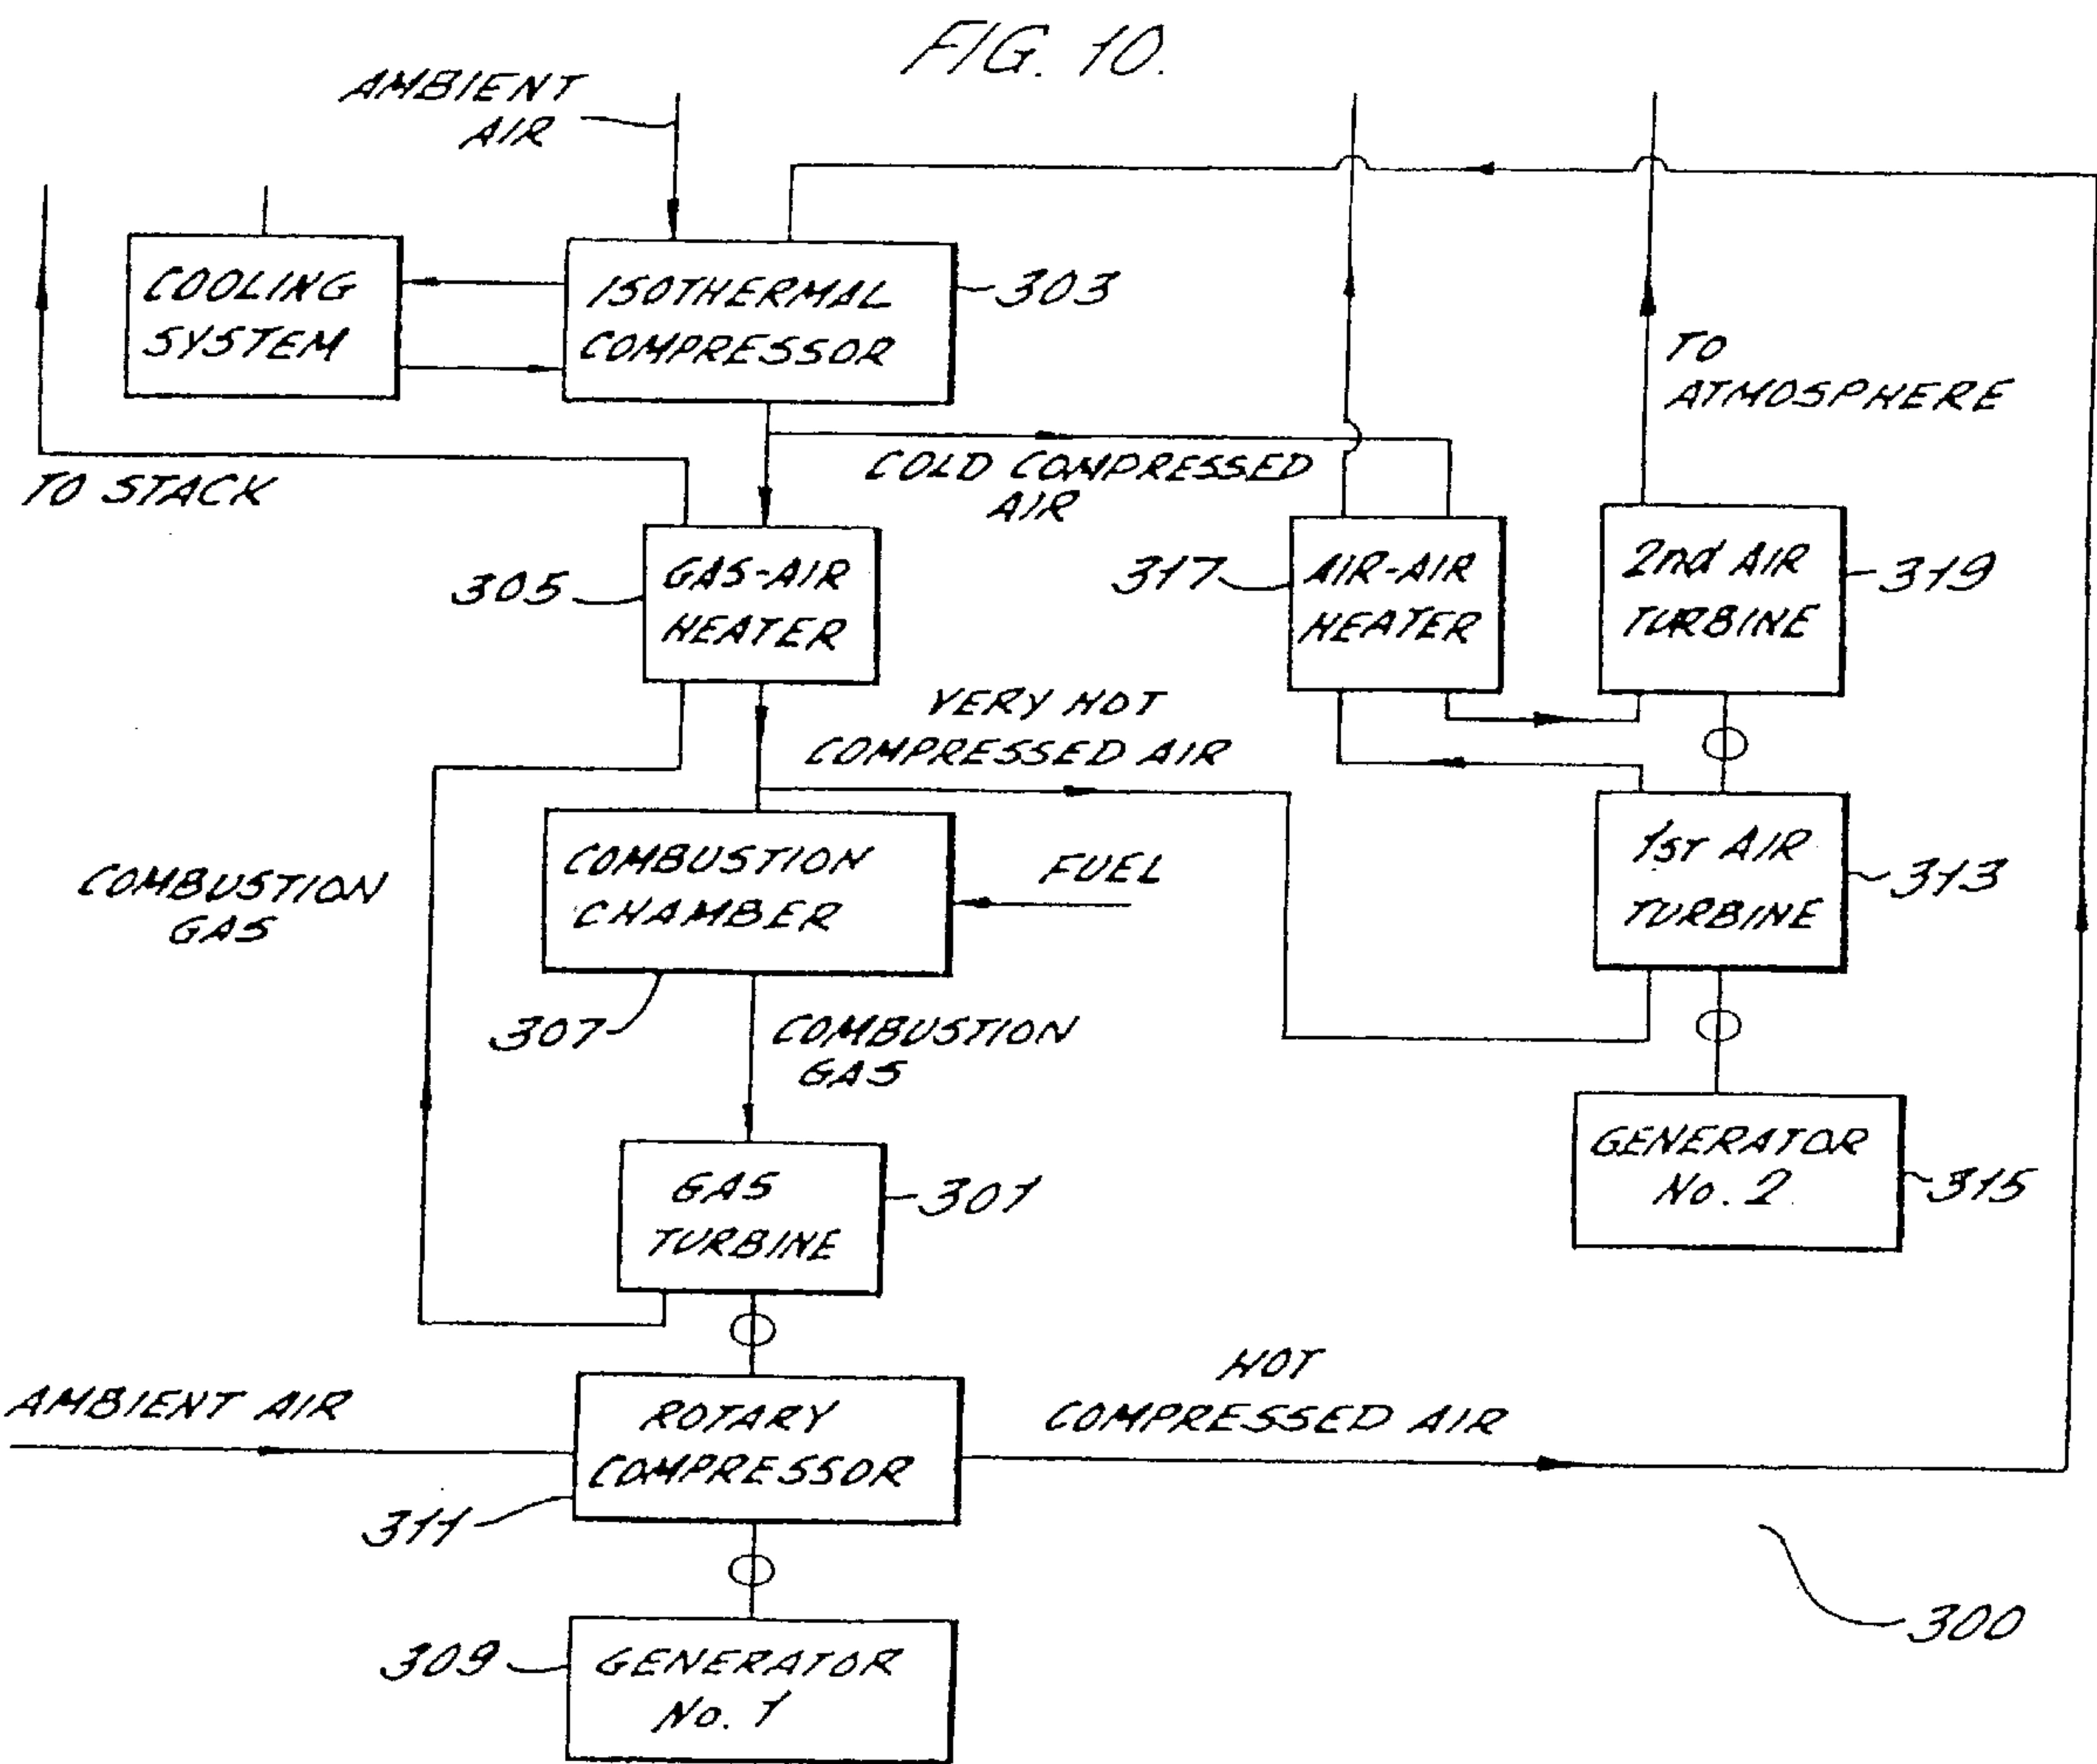 FIG. 10.
AMBIENT
AIR
COOLING
SYSTEM
ISOTHERMAL
COMPRESSOR
303
TO
ATMOSPHERE
TO STACK
COLD COMPRESSED
AIR
305
GAS-AIR
HEATER
317
AIR-AIR
HEATER
2nd AIR
TURBINE
319
VERY HOT
COMPRESSED AIR
COMBUSTION
GAS
COMBUSTION
CHAMBER
FUEL
1ST AIR
TURBINE
313
307
COMBUSTION
GAS
GAS
TURBINE
301
GENERATOR
No. 2
315
AMBIENT AIR
ROTARY
COMPRESSOR
311
HOT
COMPRESSED AIR
309
GENERATOR
No. 1
300